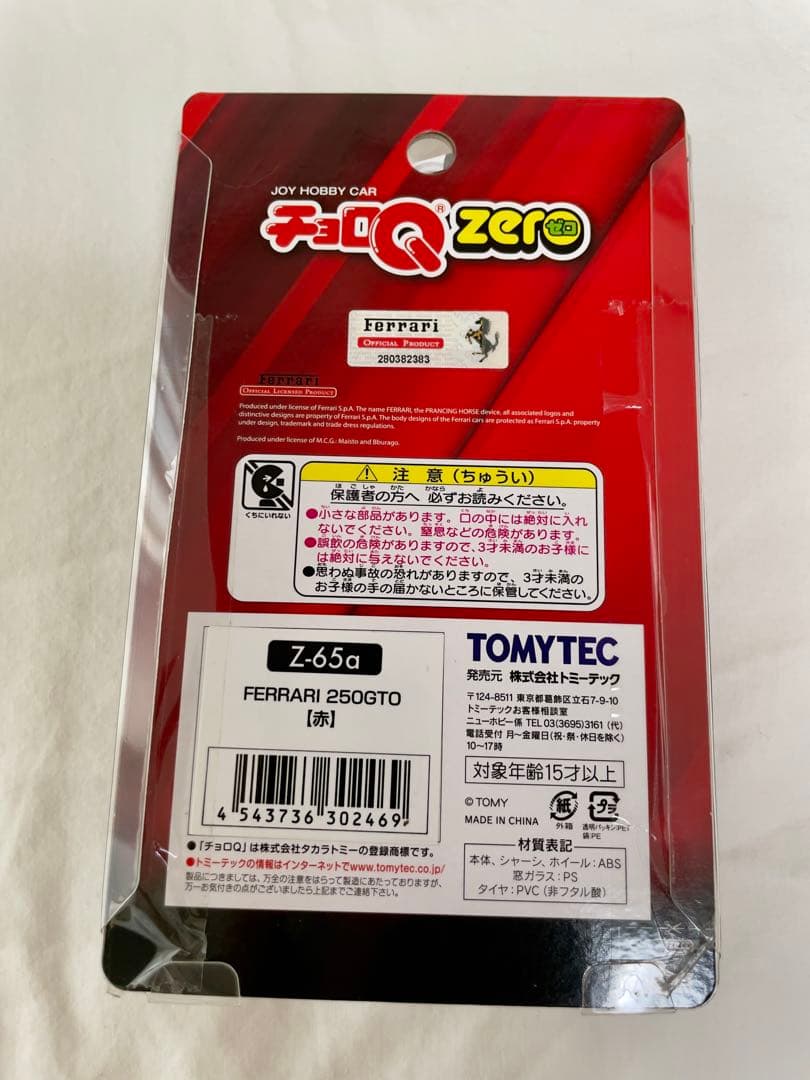 JOY HOBBY CAR
チョロQ® zero ゼロ
Ferrari
OFFICIAL PRODUCT
280382383
Ferrari
OFFICIAL LICENSED PRODUCT
Produced under license of Ferrari S.p.A. The name FERRARI, the PRANCING HORSE device, all associated logos and
distinctive designs are property of Ferrari S.p.A. The body designs of the Ferrari cars are protected as Ferrari S.p.A. property
under design, trademark and trade dress regulations.
Produced under license of M.C.G.: Maisto and Bburago.
くちにいれない
注意(ちゅうい)
保護者の方へ 必ずお読みください。
●小さな部品があります。口の中には絶対に入れ
ないでください。窒息などの危険があります。
●誤飲の危険がありますので、3才未満のお子様に
は絶対に与えないでください。
●思わぬ事故の恐れがありますので、3才未満の
お子様の手の届かないところに保管してください。
Z-65a
FERRARI 250GTO
【赤】
4 543736 302469
●「チョロQ」は株式会社タカラトミーの登録商標です。
●トミーテックの情報はインターネットでwww.tomytec.co.jp/
製品につきましては、万全の注意をはらって製造にあたっておりますが、
万一お気付きの点がございましたら上記までご連絡下さい。
TOMYTEC
発売元 株式会社トミーテック
〒124-8511 東京都葛飾区立石7-9-10
トミーテックお客様相談室
ニューホビー係 TEL 03(3695)3161(代)
電話受付 月〜金曜日(祝・祭・休日を除く)
10〜17時
対象年齢15才以上
© TOMY
MADE IN CHINA
紙
外箱
プラ
透明パッキン:PET
袋:PE
材質表記
本体、シャーシ、ホイール:ABS
窓ガラス:PS
タイヤ:PVC(非フタル酸)